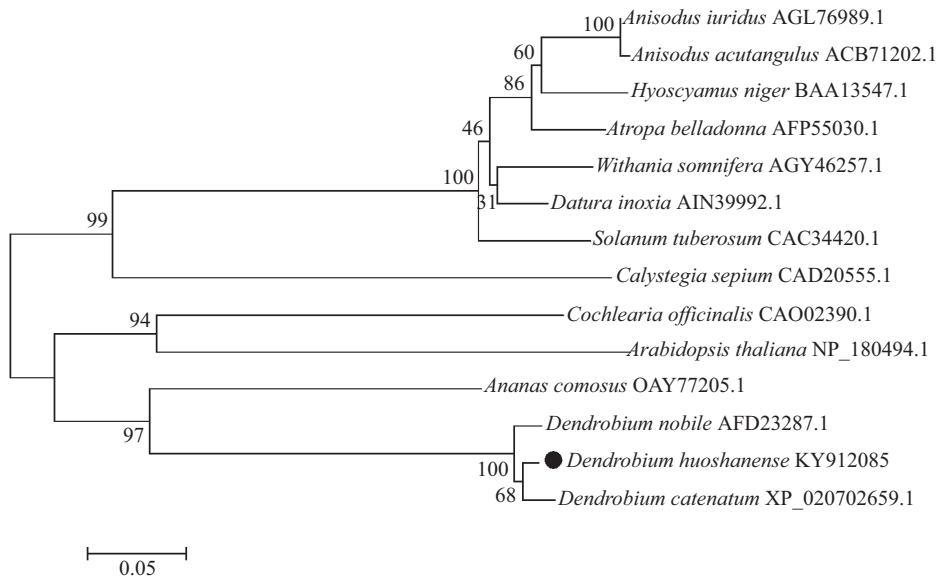 Anisodus iuridus AGL76989.1
100
Anisodus acutangulus ACB71202.1
60
Hyoscyamus niger BAA13547.1
86
Atropa belladonna AFP55030.1
46
Withania somnifera AGY46257.1
100
31
Datura inoxia AIN39992.1
99
Solanum tuberosum CAC34420.1
Calystegia sepium CAD20555.1
94
Cochlearia officinalis CAO02390.1
Arabidopsis thaliana NP_180494.1
Ananas comosus OAY77205.1
97
Dendrobium nobile AFD23287.1
100
Dendrobium huoshanense KY912085
68
Dendrobium catenatum XP_020702659.1
0.05